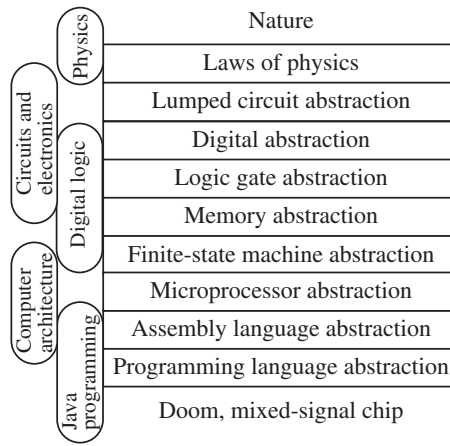 Nature
Laws of physics
Lumped circuit abstraction
Digital abstraction
Logic gate abstraction
Memory abstraction
Finite-state machine abstraction
Microprocessor abstraction
Assembly language abstraction
Programming language abstraction
Doom, mixed-signal chip
Physics
Circuits and
electronics
Digital logic
Computer
architecture
Java
programming